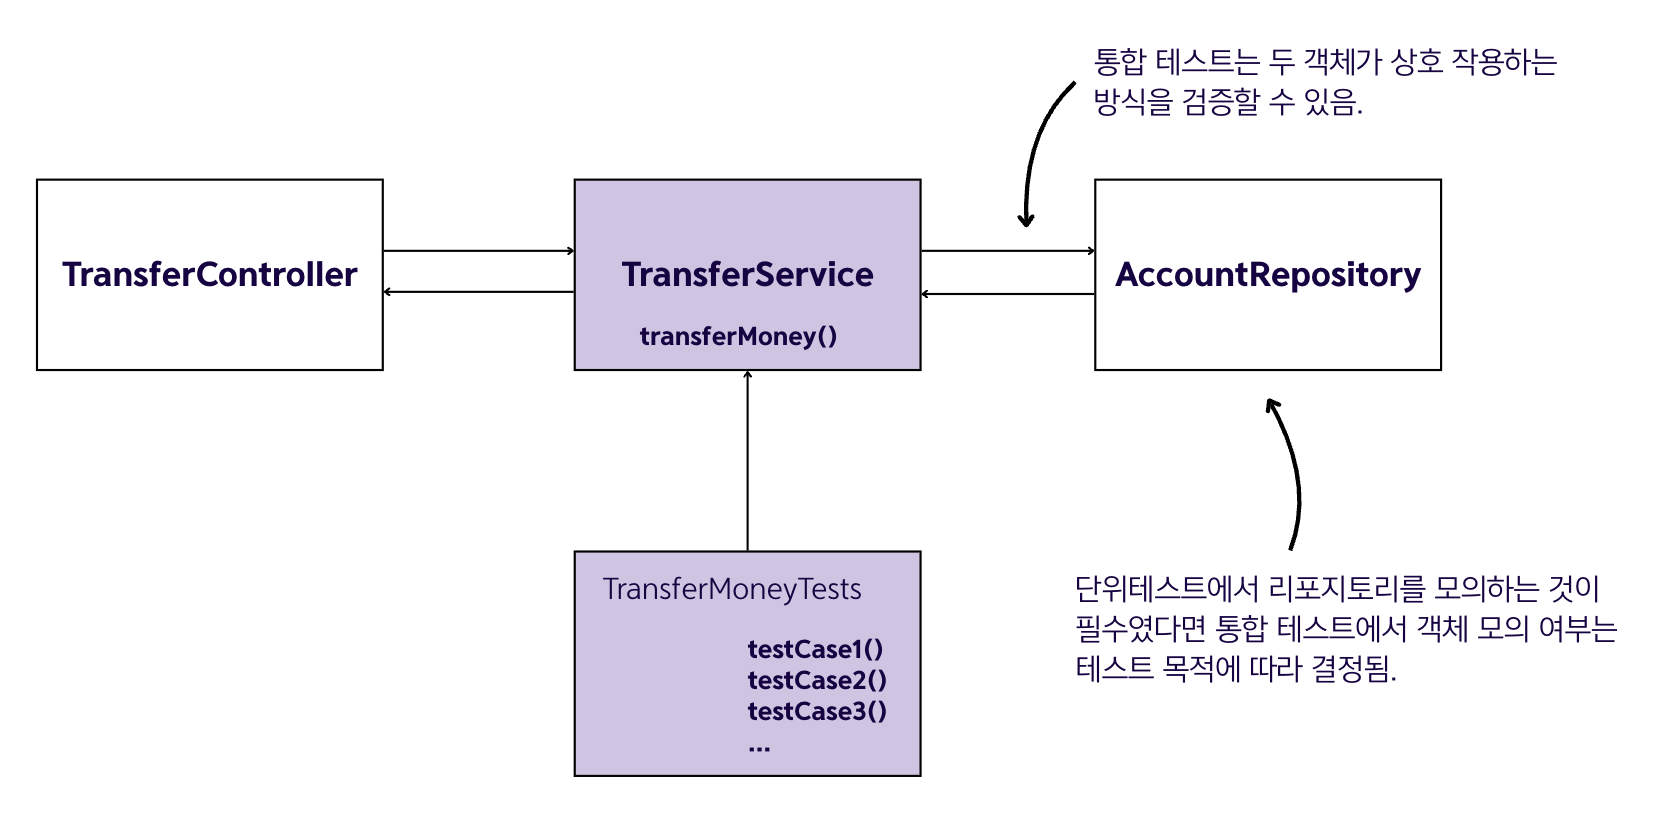 통합 테스트는 두 객체가 상호 작용하는
방식을 검증할 수 있음.
TransferController
TransferService
transferMoney()
AccountRepository
TransferMoneyTests
testCase1()
testCase2()
testCase3()
...
단위테스트에서 리포지토리를 모의하는 것이
필수였다면 통합 테스트에서 객체 모의 여부는
테스트 목적에 따라 결정됨.